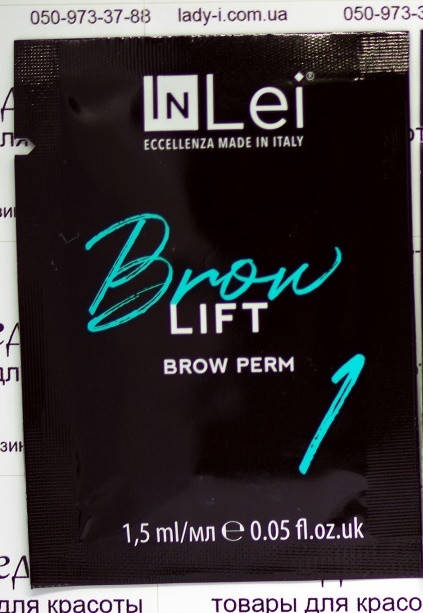 050-973-37-88 lady-i.com.ua 050-973-3
INLei®
ECCELLENZA MADE IN ITALY
Brow
LIFT
BROW PERM
1
1,5 ml/мл ℮ 0.05 fl.oz.uk
для красоты товары для красо